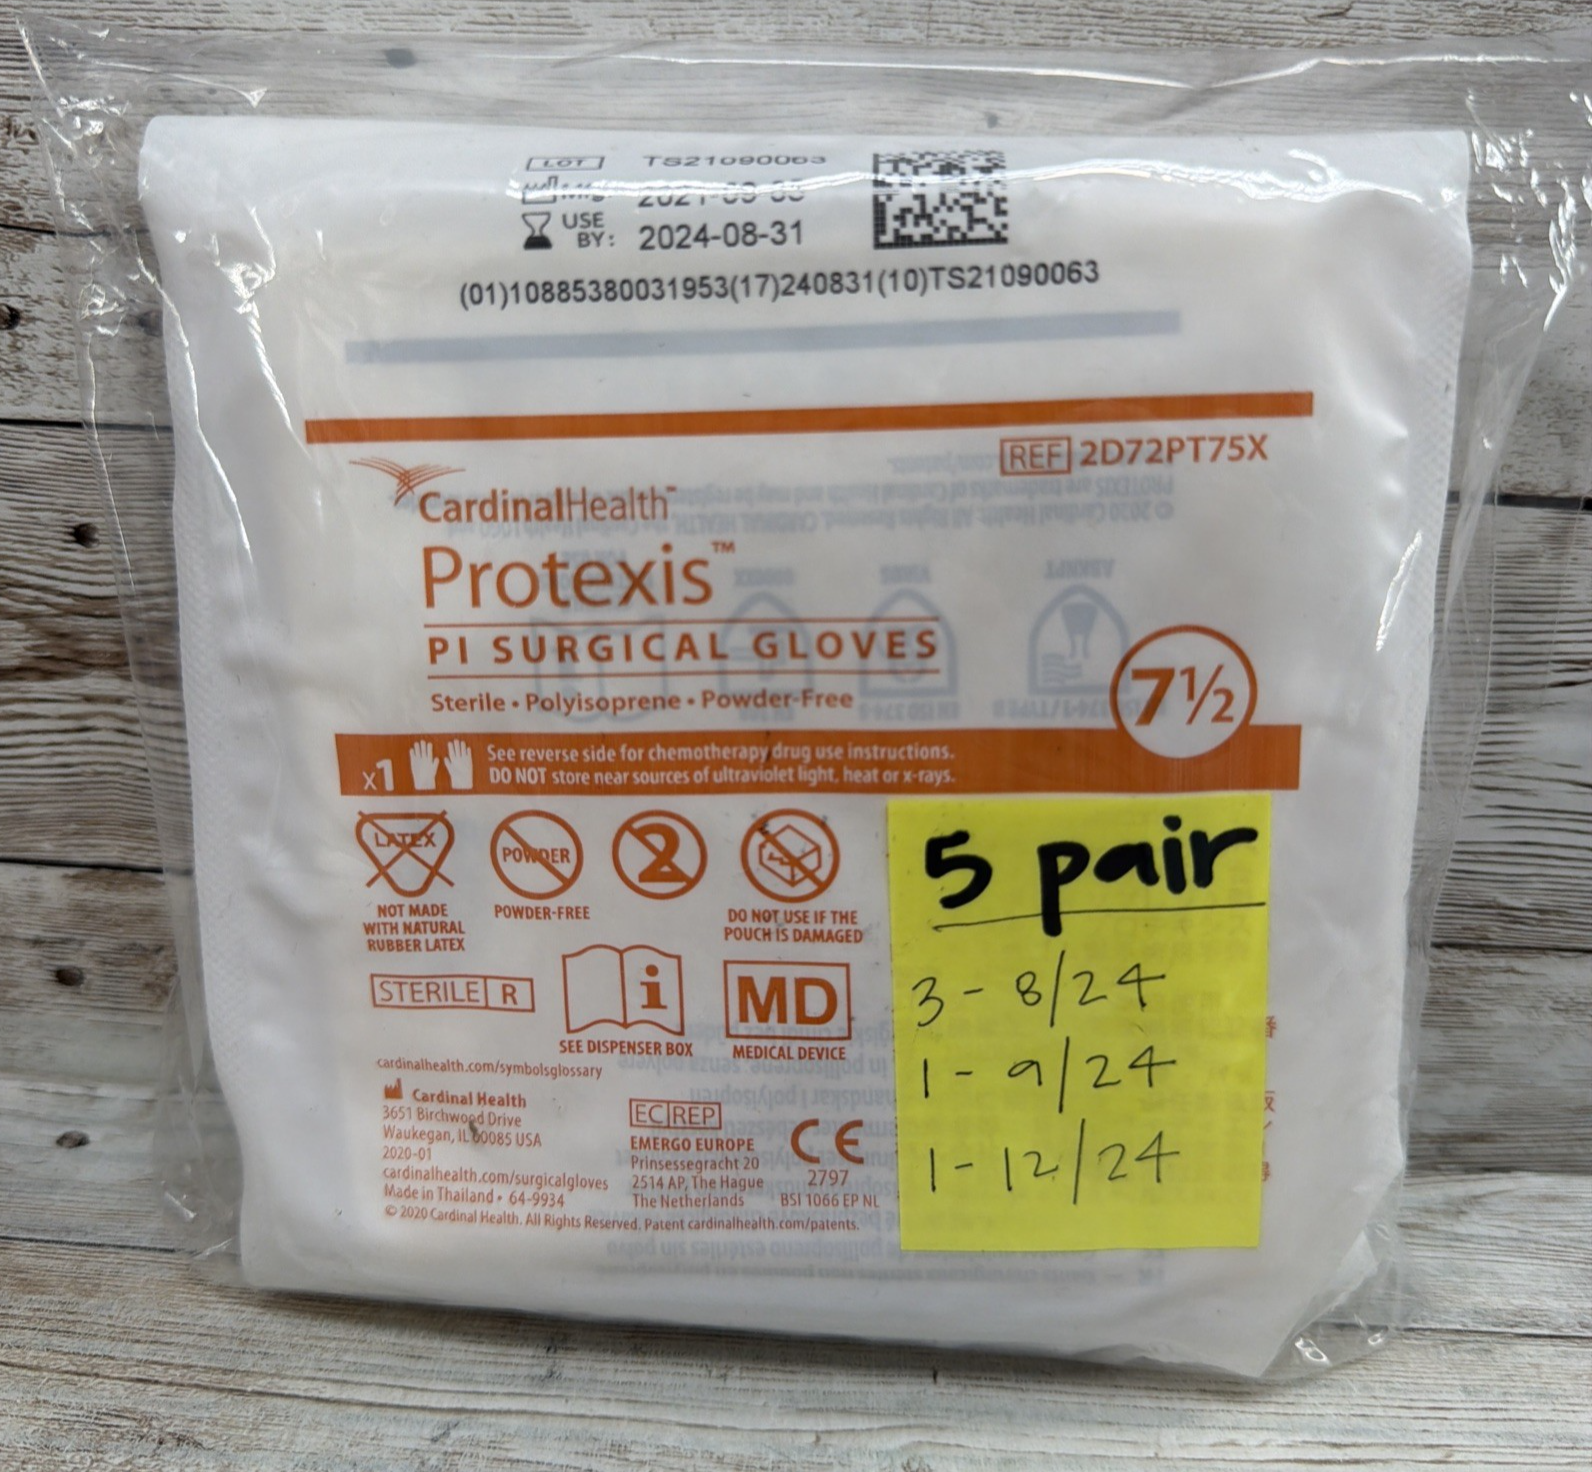 LOT TS21090063
USE BY: 2024-08-31
(01)10885380031953(17)240831(10)TS21090063
REF 2D72PT75X
CardinalHealth™
Protexis™
PI SURGICAL GLOVES
Sterile • Polyisoprene • Powder-Free
7½
x1
See reverse side for chemotherapy drug use instructions.
DO NOT store near sources of ultraviolet light, heat or x-rays.
LATEX
NOT MADE
WITH NATURAL
RUBBER LATEX
POWDER
POWDER-FREE
2
DO NOT USE IF THE
POUCH IS DAMAGED
STERILE R
i
SEE DISPENSER BOX
MD
MEDICAL DEVICE
cardinalhealth.com/symbolsglossary
Cardinal Health
3651 Birchwood Drive
Waukegan, IL 60085 USA
2020-01
cardinalhealth.com/surgicalgloves
Made in Thailand • 64-9934
© 2020 Cardinal Health. All Rights Reserved. Patent cardinalhealth.com/patents.
EC REP
EMERGO EUROPE
Prinsessegracht 20
2514 AP, The Hague
The Netherlands
CE
2797
BSI 1066 EP NL
5 pair
3 - 8/24
1 - 9/24
1 - 12/24